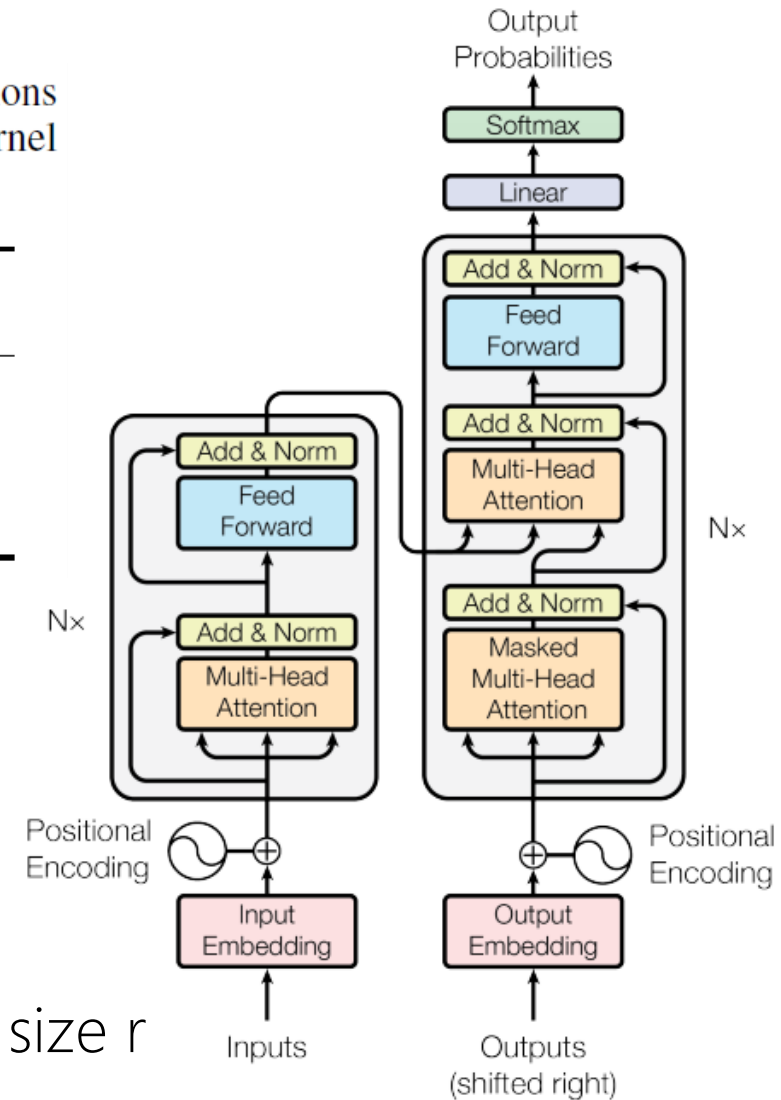 ons
rnel
Output
Probabilities
Softmax
Linear
Add & Norm
Feed
Forward
Add & Norm
Multi-Head
Attention
Nx
Add & Norm
Masked
Multi-Head
Attention
Add & Norm
Feed
Forward
Nx
Add & Norm
Multi-Head
Attention
Positional
Encoding
Positional
Encoding
Input
Embedding
Output
Embedding
size r
Inputs
Outputs
(shifted right)